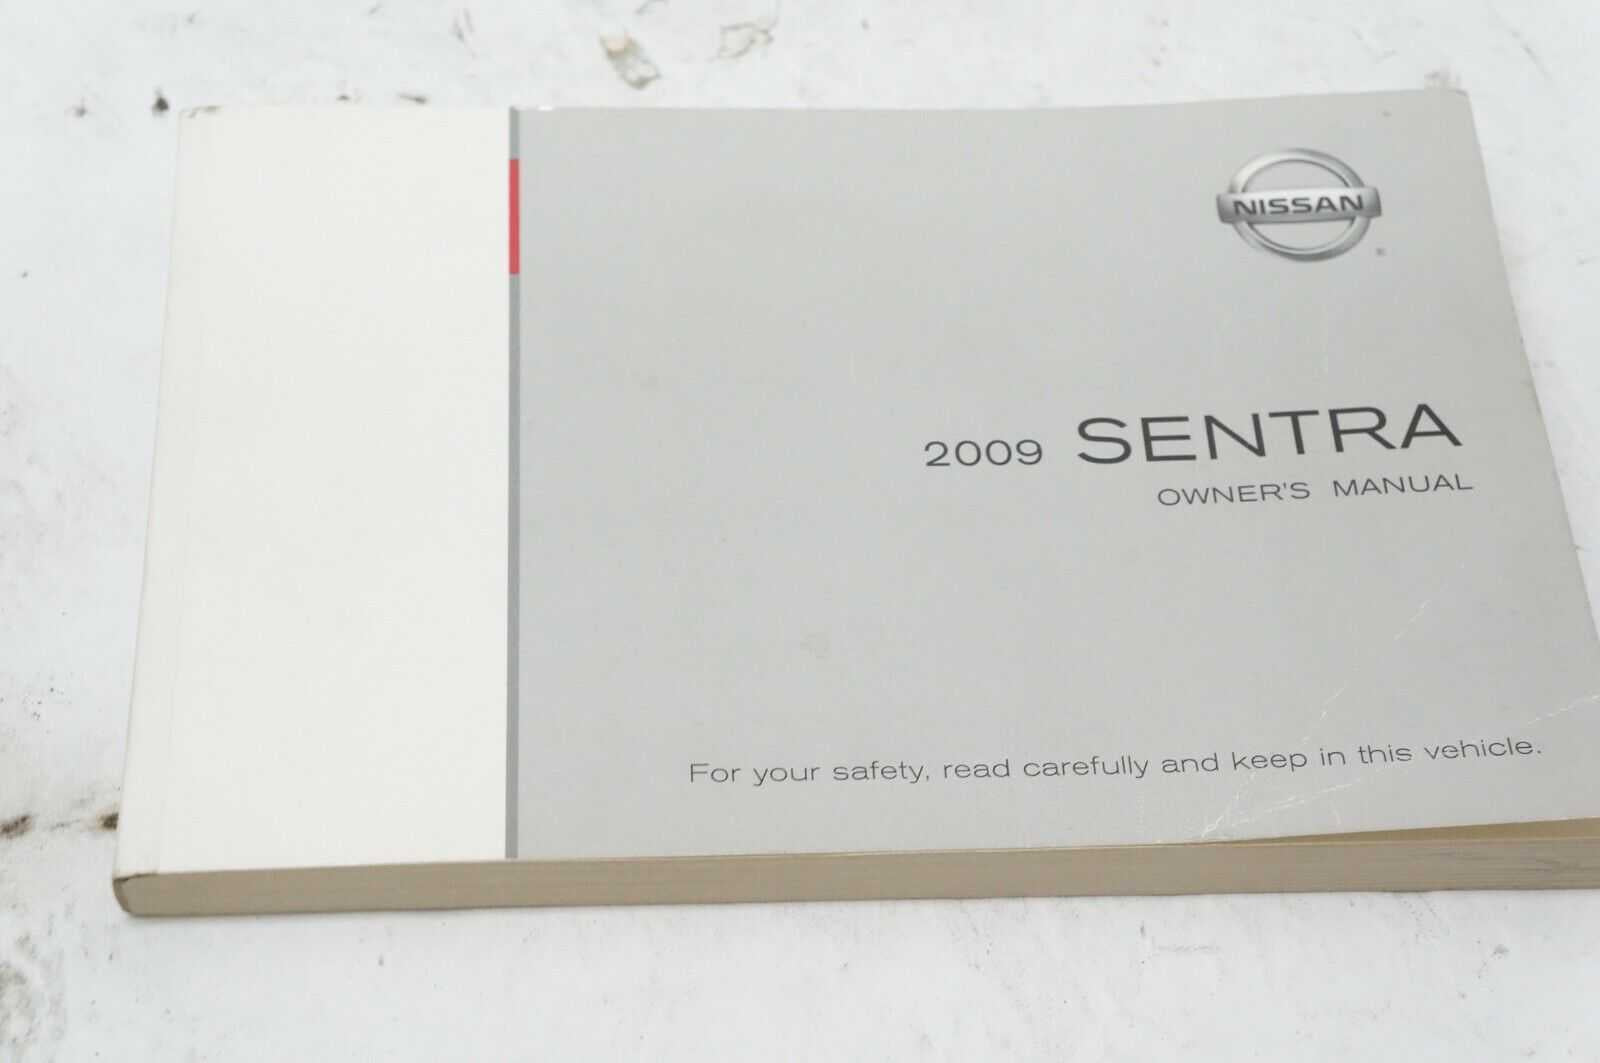 NISSAN
2009 SENTRA
OWNER'S MANUAL
For your safety, read carefully and keep in this vehicle.